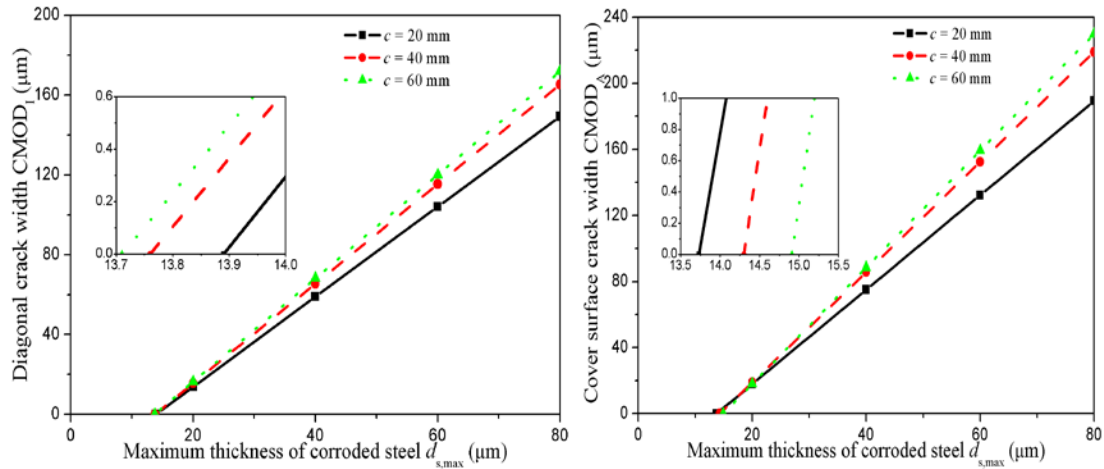 Diagonal crack width CMOD_I (μm)
200
160
120
80
40
0
c = 20 mm
c = 40 mm
c = 60 mm
0.6
0.4
0.2
0.0
13.7 13.8 13.9 14.0
0 20 40 60 80
Maximum thickness of corroded steel d_s,max (μm)
Cover surface crack width CMOD_A (μm)
240
200
160
120
80
40
0
c = 20 mm
c = 40 mm
c = 60 mm
1.0
0.8
0.6
0.4
0.2
0.0
13.5 14.0 14.5 15.0 15.5
0 20 40 60 80
Maximum thickness of corroded steel d_s,max (μm)